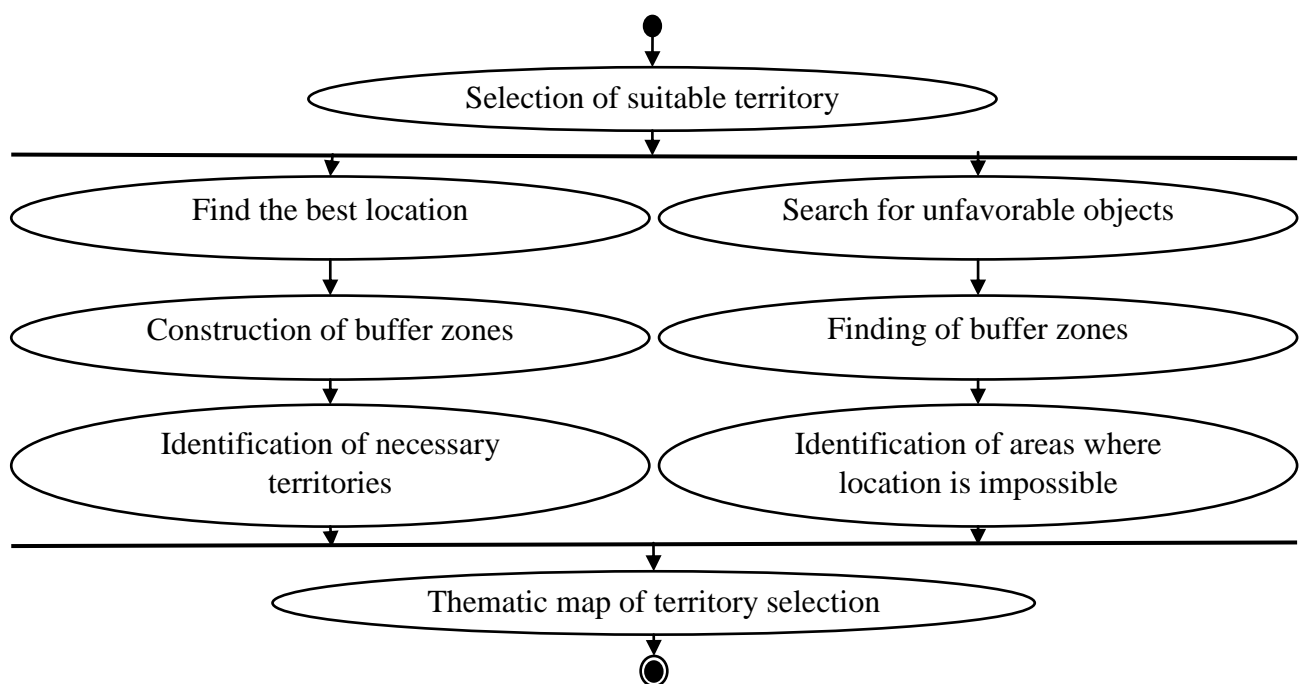 Selection of suitable territory
Find the best location
Search for unfavorable objects
Construction of buffer zones
Finding of buffer zones
Identification of necessary
territories
Identification of areas where
location is impossible
Thematic map of territory selection